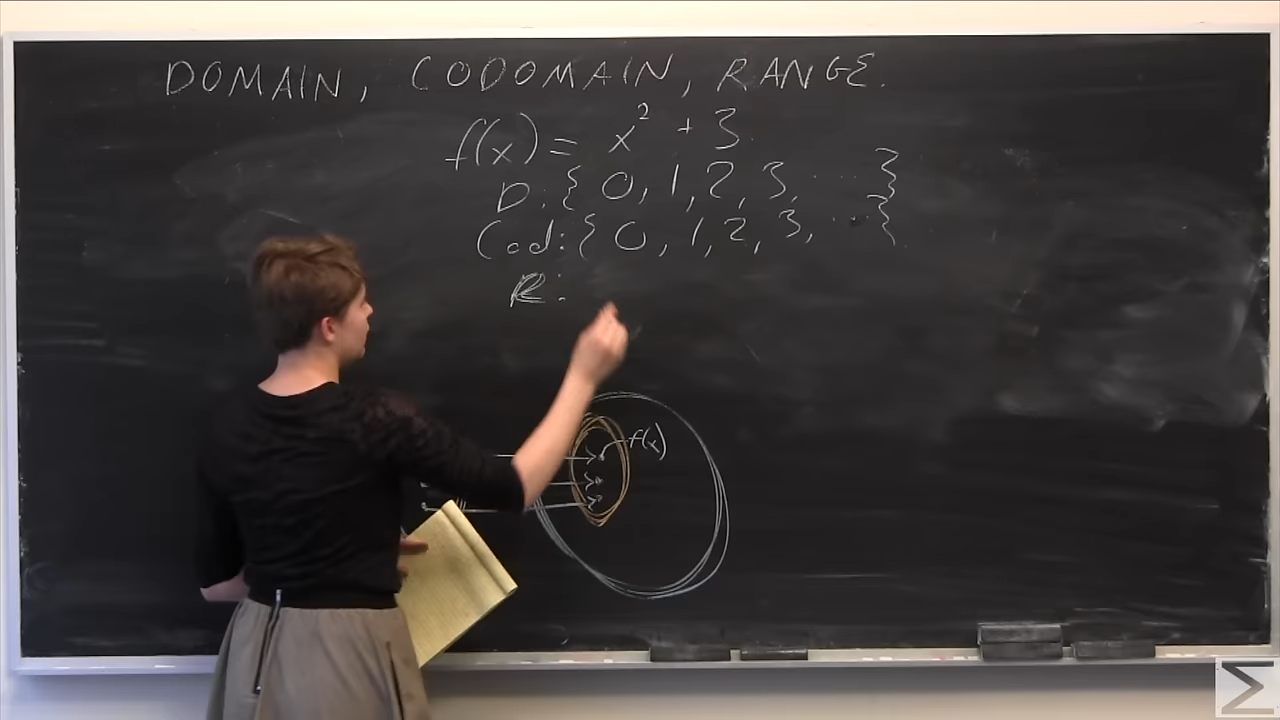 DOMAIN, CODOMAIN, RANGE.
f(x) = x² + 3
D: { 0, 1, 2, 3, ..... }
Cod: { 0, 1, 2, 3, ... }
R:
f(x)
Σ